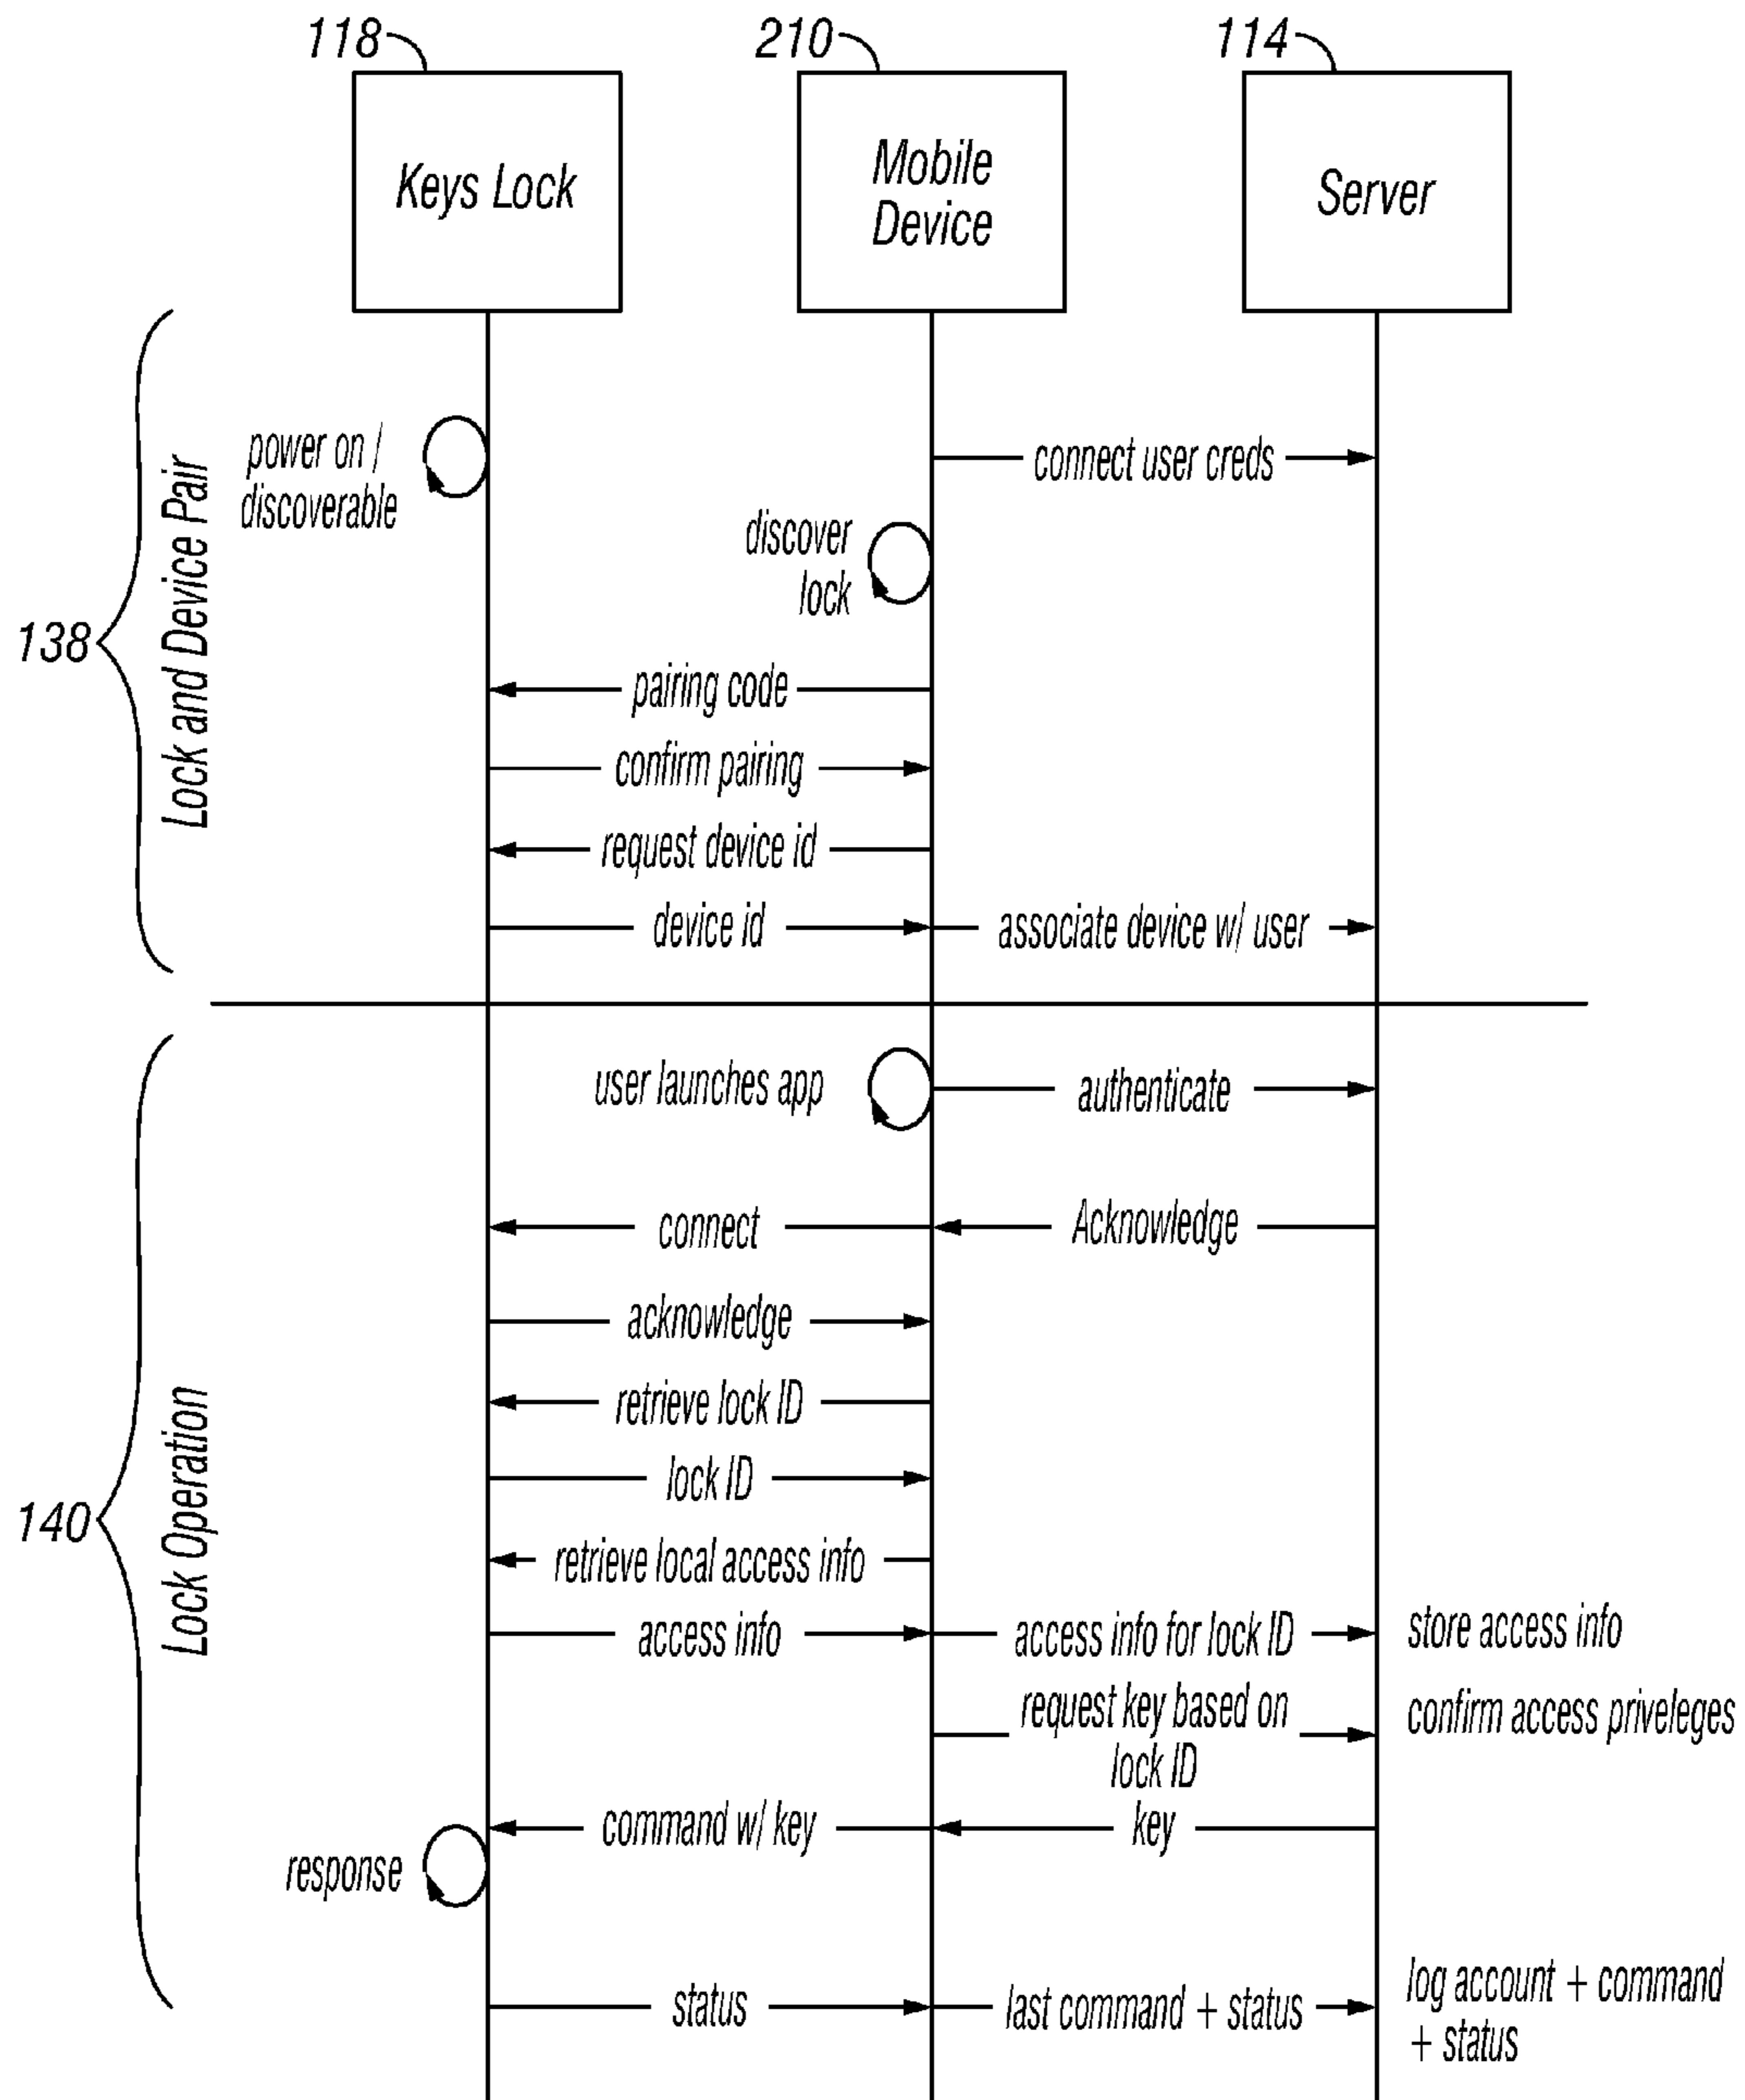 118
210
114
Keys Lock
Mobile
Device
Server
138
Lock and Device Pair
power on /
discoverable
connect user creds
discover
lock
pairing code
confirm pairing
request device id
device id
associate device w/ user
140
Lock Operation
user launches app
authenticate
connect
Acknowledge
acknowledge
retrieve lock ID
lock ID
retrieve local access info
access info
access info for lock ID
store access info
request key based on
lock ID
confirm access priveleges
command w/ key
key
response
status
last command + status
log account + command
+ status